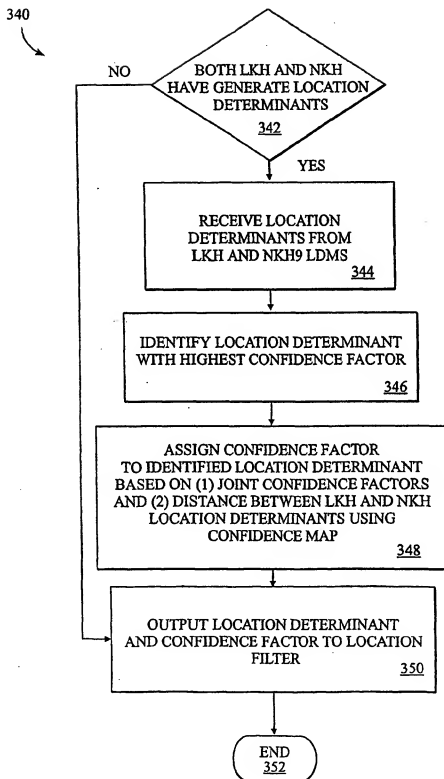 340
NO
BOTH LKH AND NKH
HAVE GENERATE LOCATION
DETERMINANTS
342
YES
RECEIVE LOCATION
DETERMINANTS FROM
LKH AND NKH9 LDMS
344
IDENTIFY LOCATION DETERMINANT
WITH HIGHEST CONFIDENCE FACTOR
346
ASSIGN CONFIDENCE FACTOR
TO IDENTIFIED LOCATION DETERMINANT
BASED ON (1) JOINT CONFIDENCE FACTORS
AND (2) DISTANCE BETWEEN LKH AND NKH
LOCATION DETERMINANTS USING
CONFIDENCE MAP
348
OUTPUT LOCATION DETERMINANT
AND CONFIDENCE FACTOR TO LOCATION
FILTER
350
END
352